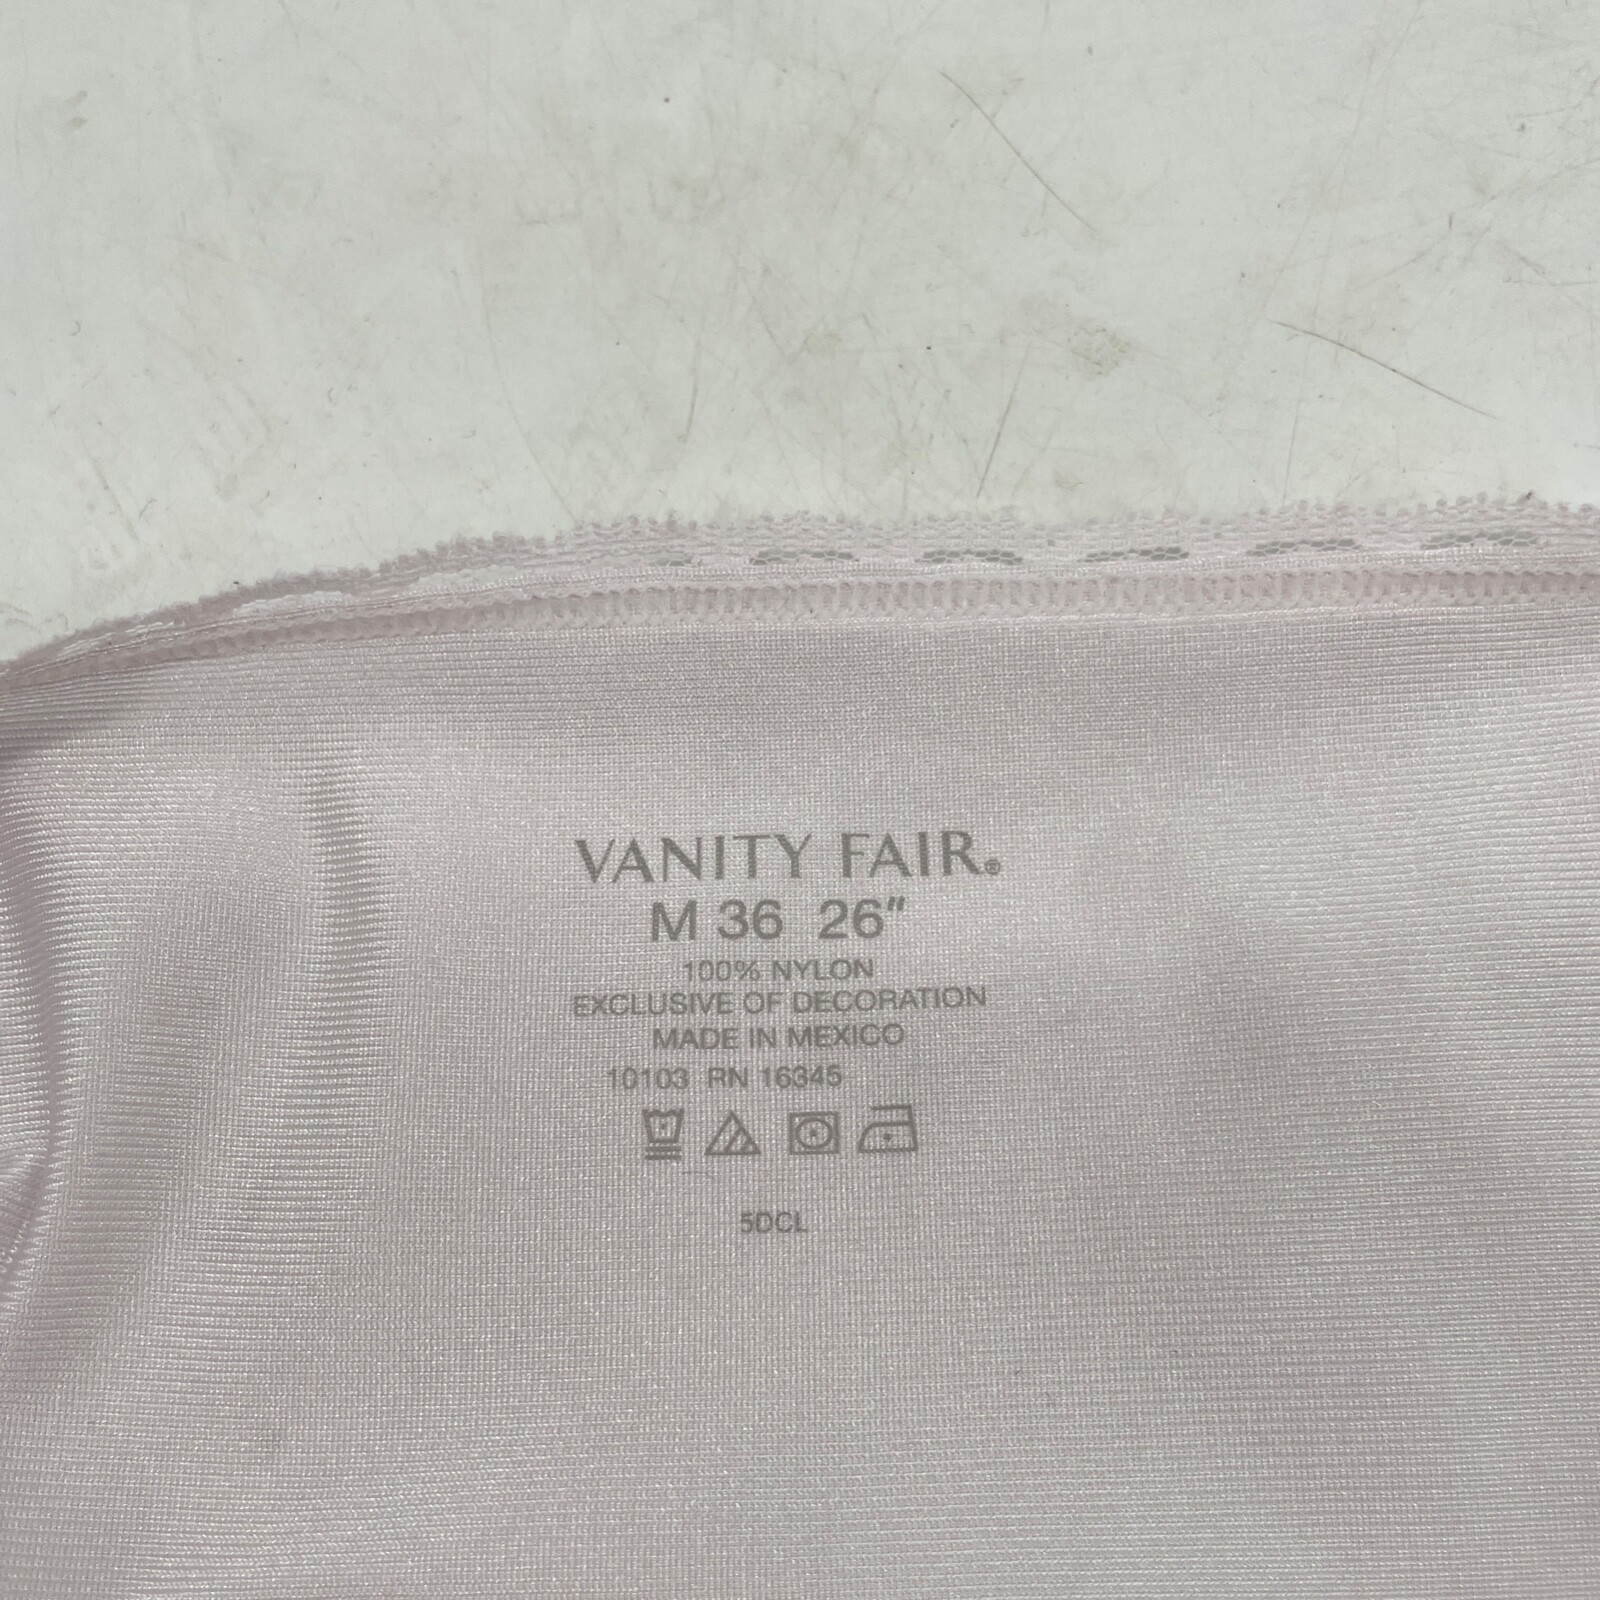 VANITY FAIR®
M 36 26"
100% NYLON
EXCLUSIVE OF DECORATION
MADE IN MEXICO
10103 RN 16345
5DCL